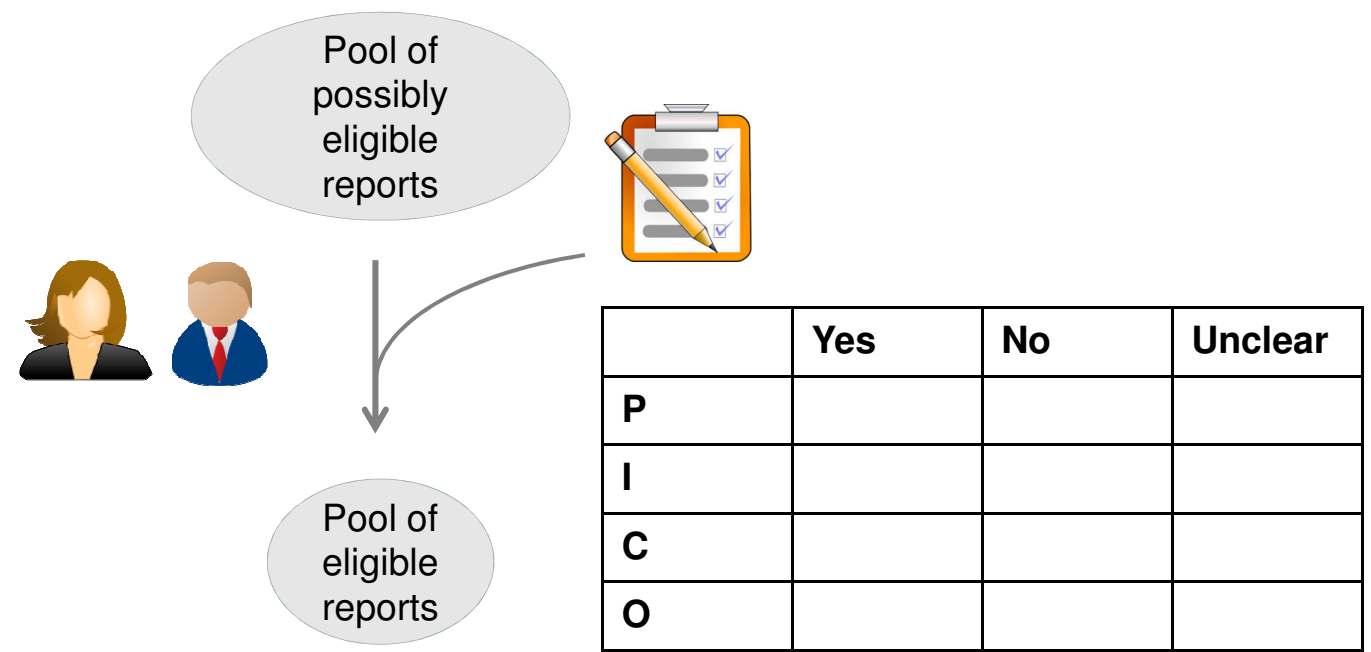 Pool of
possibly
eligible
reports
Yes No Unclear
P
I
C
O
Pool of
eligible
reports